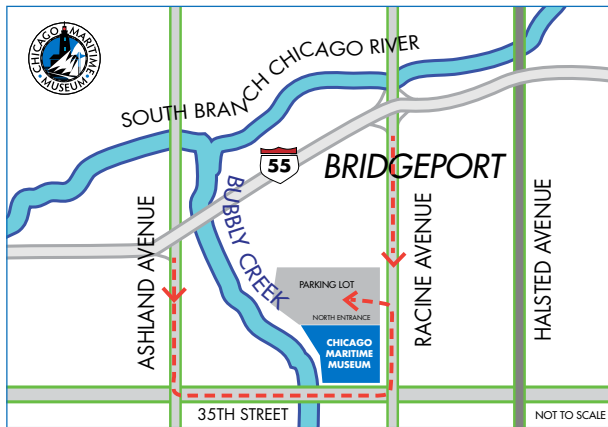 CHICAGO MARITIME
• MUSEUM •
SOUTH BRANCH CHICAGO RIVER
55
BRIDGEPORT
BUBBLY CREEK
ASHLAND AVENUE
RACINE AVENUE
HALSTED AVENUE
PARKING LOT
NORTH ENTRANCE
CHICAGO
MARITIME
MUSEUM
35TH STREET
NOT TO SCALE